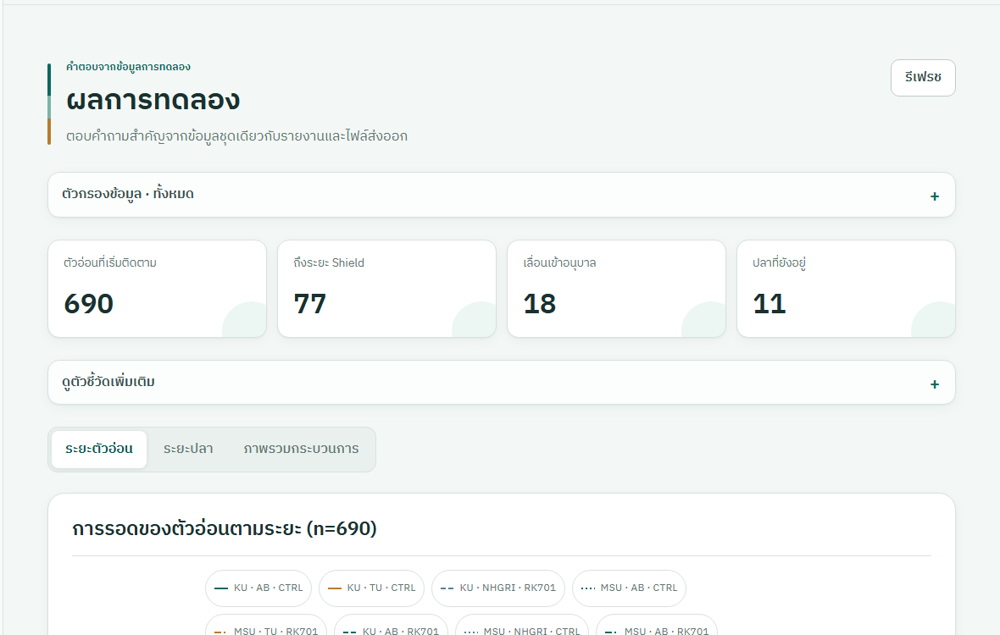 คำตอบจากข้อมูลการทดลอง
ผลการทดลอง
รีเฟรช
ตอบคำถามสำคัญจากข้อมูลชุดเดียวกับรายงานและไฟล์ส่งออก
ตัวกรองข้อมูล · ทั้งหมด +
ตัวอ่อนที่เริ่มติดตาม
690
ถึงระยะ Shield
77
เลื่อนเข้าอนุบาล
18
ปลาที่ยังอยู่
11
ดูตัวชี้วัดเพิ่มเติม +
ระยะตัวอ่อน ระยะปลา ภาพรวมกระบวนการ
การรอดของตัวอ่อนตามระยะ (n=690)
KU · AB · CTRL KU · TU · CTRL KU · NHGRI · RK701 MSU · AB · CTRL
MSU · TU · RK701 KU · AB · RK701 MSU · NHGRI · CTRL MSU · AB · RK701